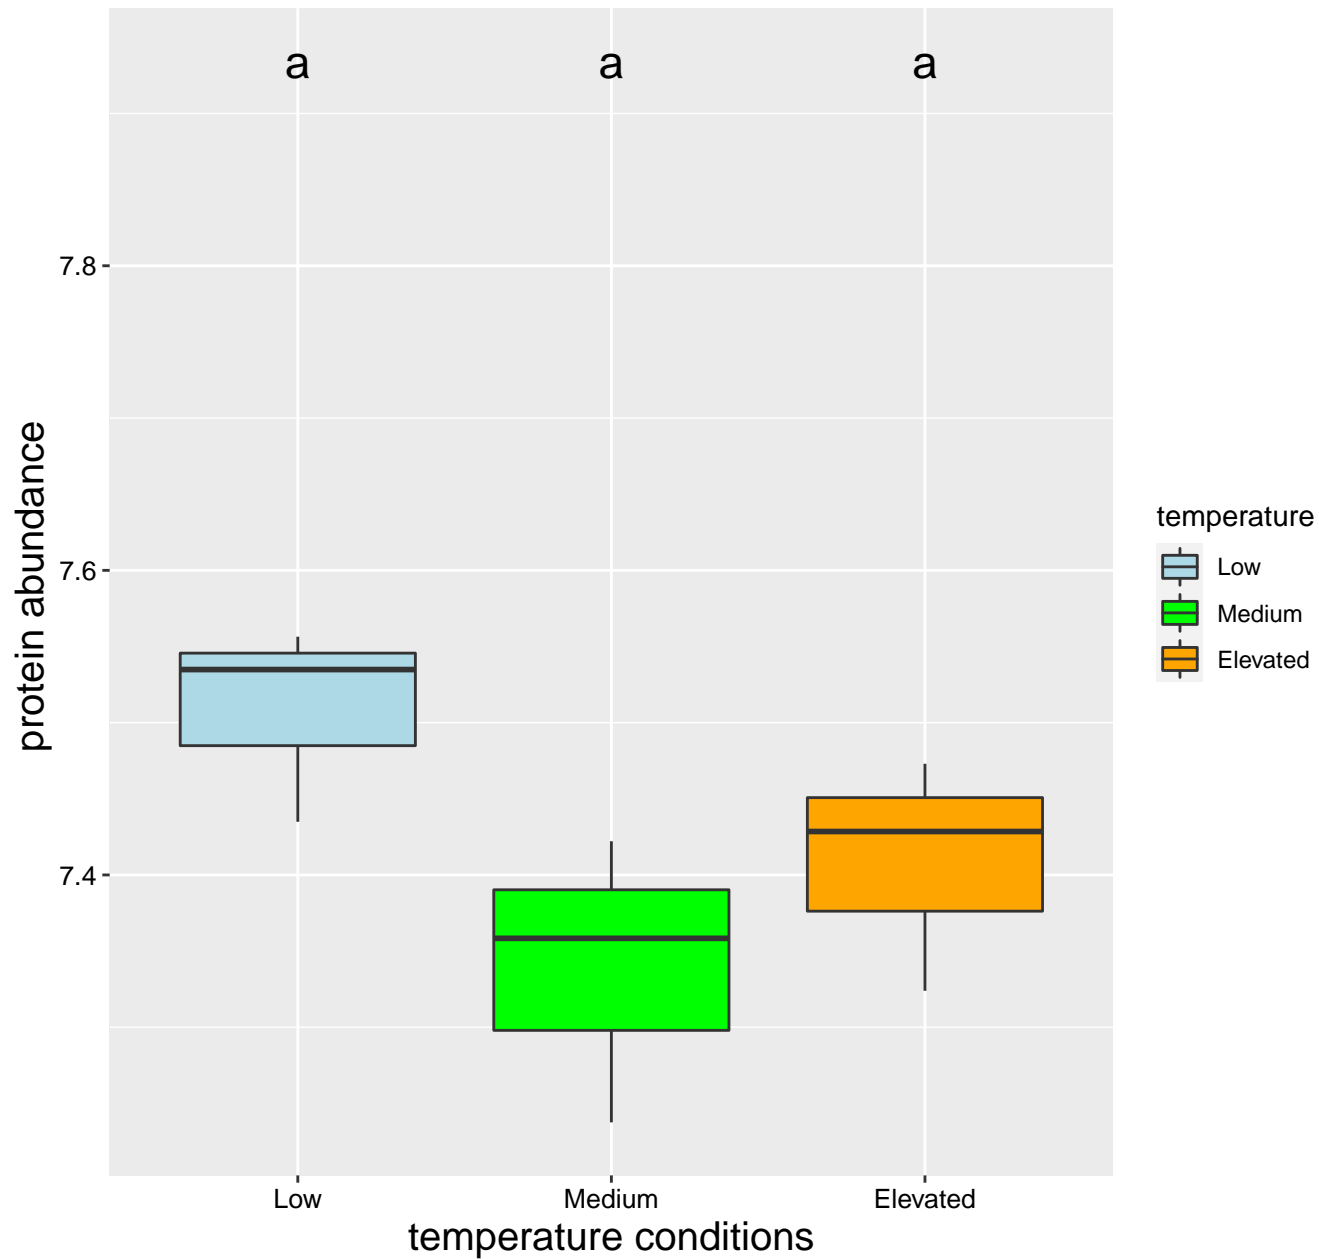 a a a
7.8
7.6
7.4
protein abundance
Low Medium Elevated
temperature conditions
temperature
Low
Medium
Elevated